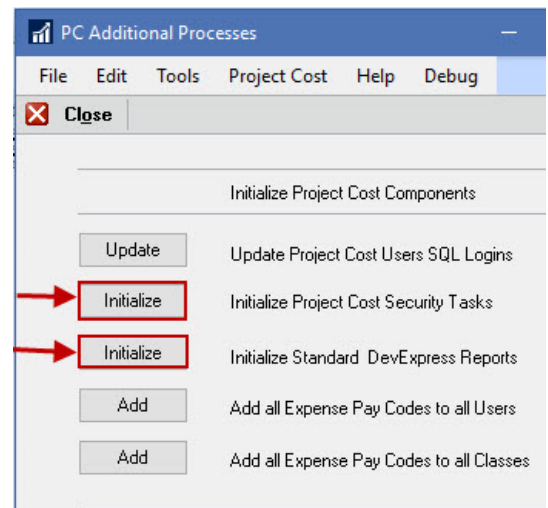 PC Additional Processes
File Edit Tools Project Cost Help Debug
Close
Initialize Project Cost Components
Update Update Project Cost Users SQL Logins
Initialize Initialize Project Cost Security Tasks
Initialize Initialize Standard DevExpress Reports
Add Add all Expense Pay Codes to all Users
Add Add all Expense Pay Codes to all Classes